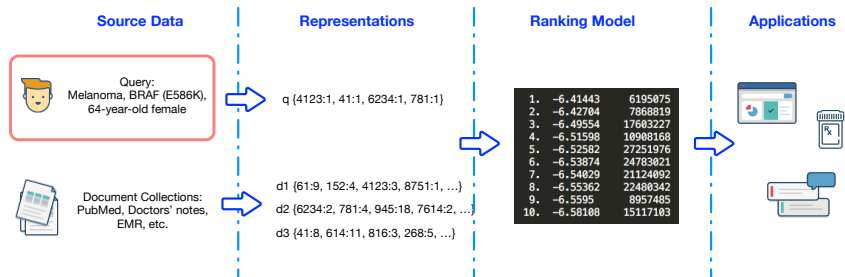 Source Data
Representations
Ranking Model
Applications
Query:
Melanoma, BRAF (E586K),
64-year-old female
q {4123:1, 41:1, 6234:1, 781:1}
Document Collections:
PubMed, Doctors' notes,
EMR, etc.
d1 {61:9, 152:4, 4123:3, 8751:1, …}
d2 {6234:2, 781:4, 945:18, 7614:2, …}
d3 {41:8, 614:11, 816:3, 268:5, …}
1. -6.41443 6195075
2. -6.42704 7868819
3. -6.49554 17603227
4. -6.51598 10908168
5. -6.52582 27251976
6. -6.53874 24783021
7. -6.54029 21124092
8. -6.55362 22480342
9. -6.5595 8957485
10. -6.58108 15117103
Rx